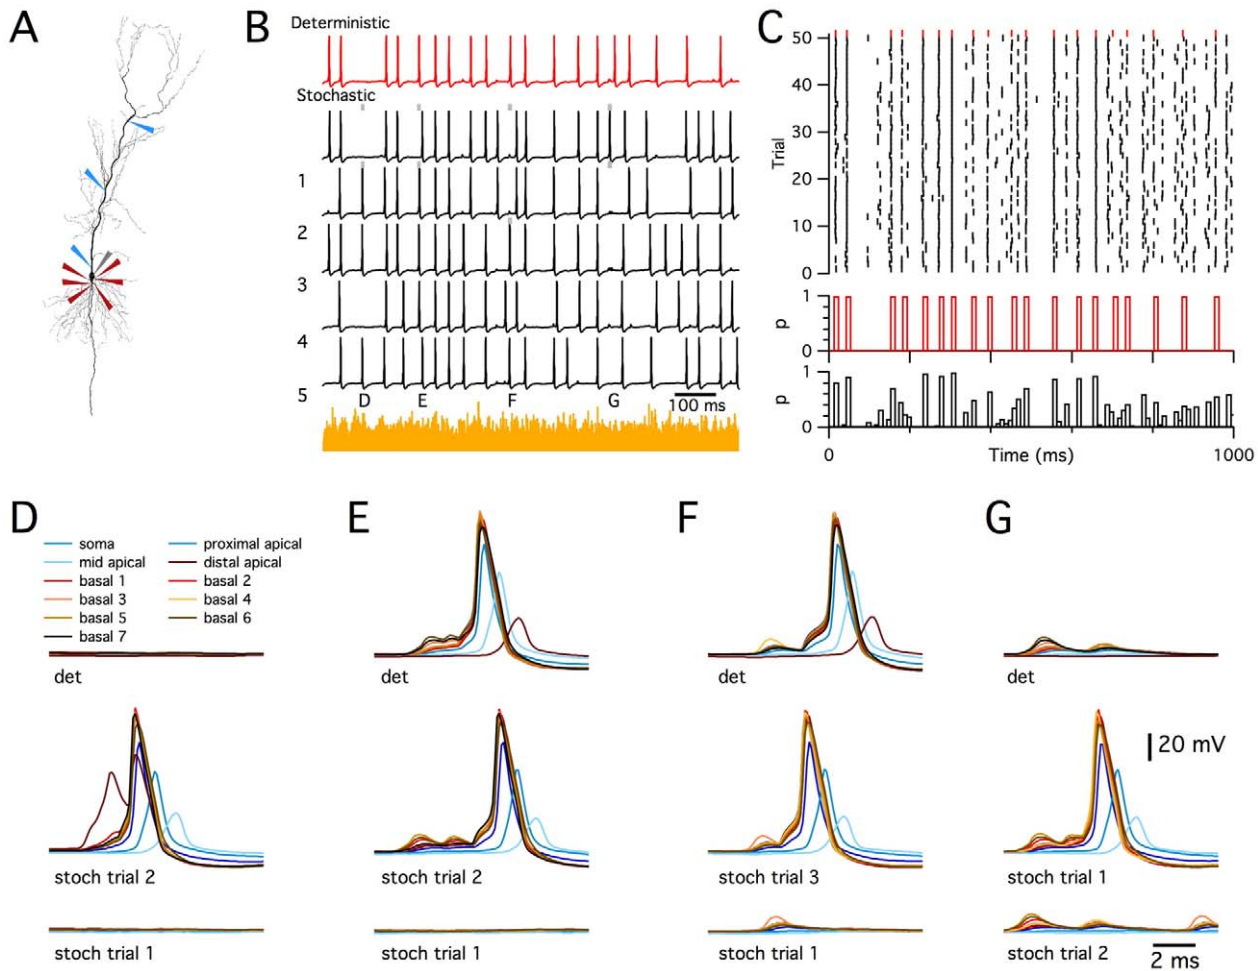 A
B
C
Deterministic
Stochastic
1
2
3
4
5
D E F G
100 ms
50
40
30
20
10
0
Trial
1
0
p
1
0
p
0 Time (ms) 1000
D
E
F
G
soma proximal apical
mid apical distal apical
basal 1 basal 2
basal 3 basal 4
basal 5 basal 6
basal 7
det
det
det
det
20 mV
stoch trial 2
stoch trial 2
stoch trial 3
stoch trial 1
stoch trial 1
stoch trial 1
stoch trial 1
stoch trial 2
2 ms